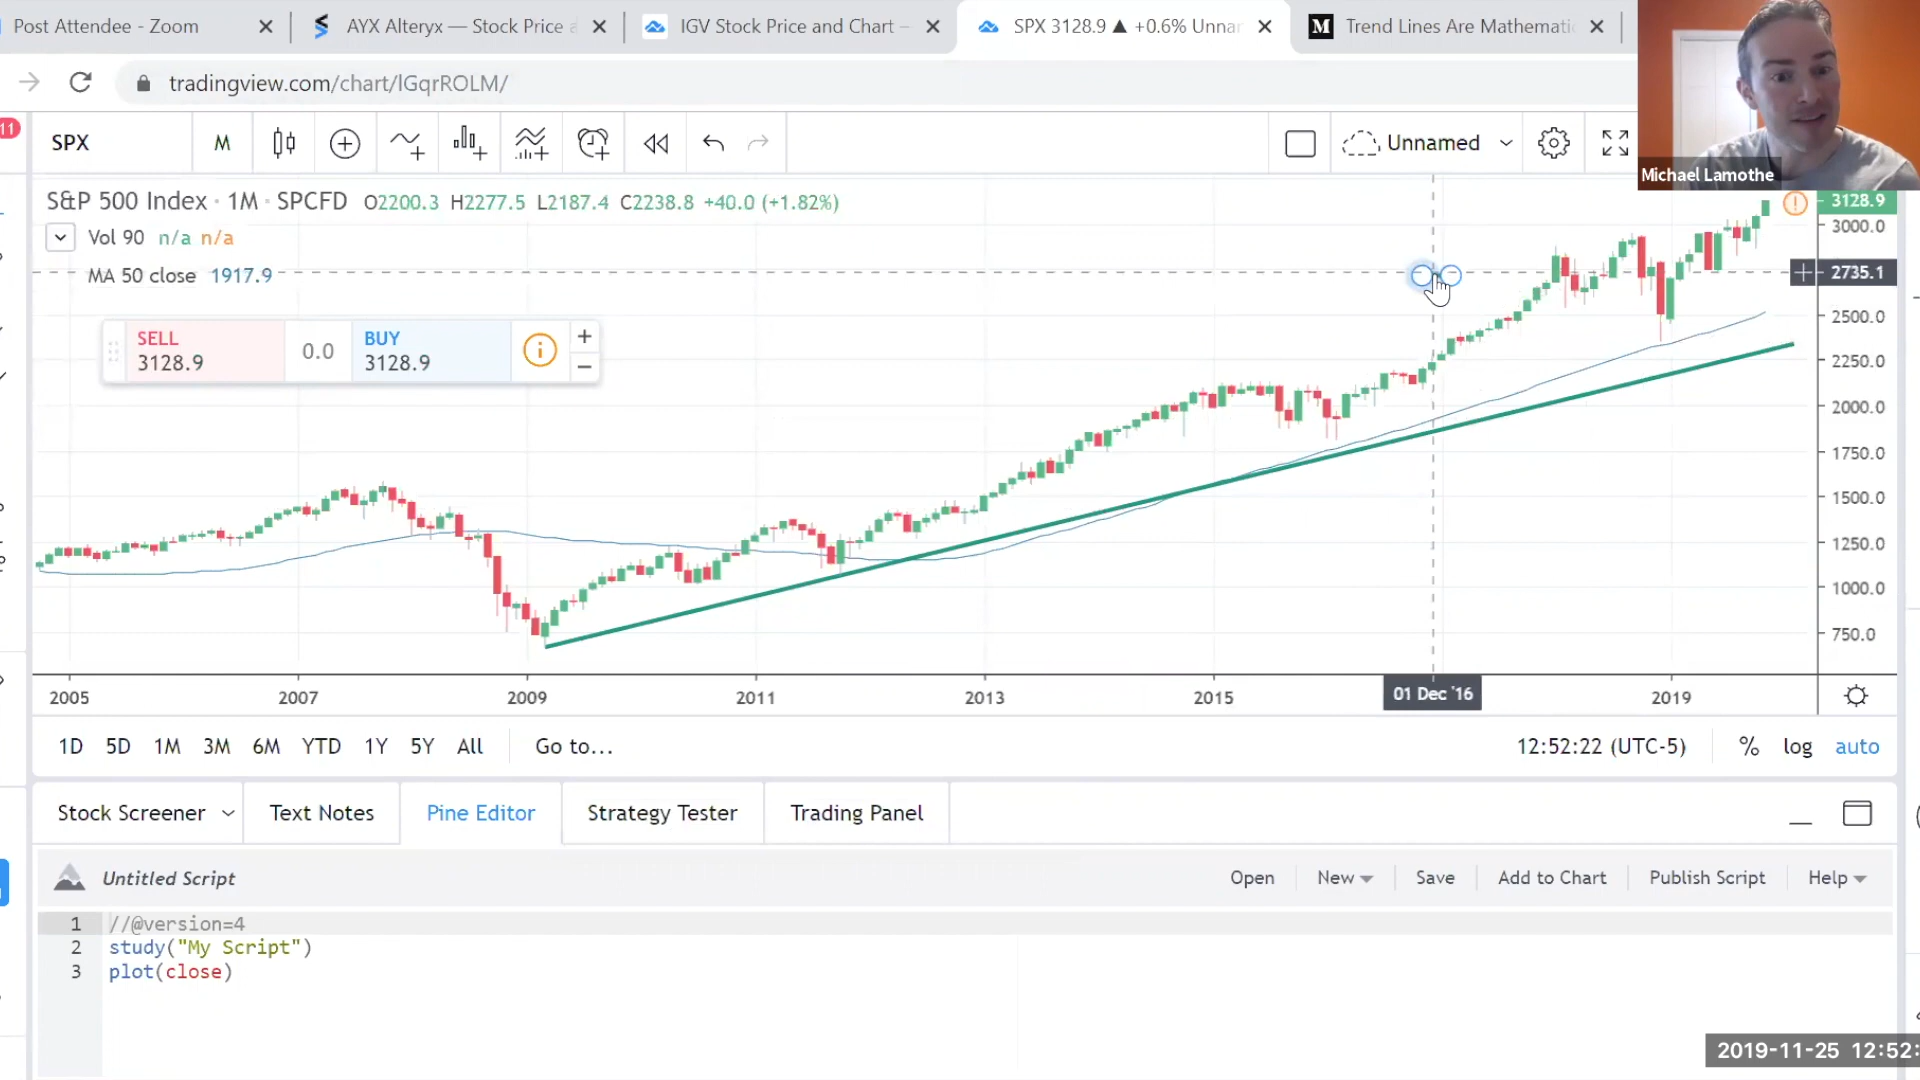 Post Attendee - Zoom
AYX Alteryx — Stock Price a
IGV Stock Price and Chart –
SPX 3128.9 ▲ +0.6% Unnar
M Trend Lines Are Mathemati
tradingview.com/chart/lGqrROLM/
11
SPX
M
Unnamed
Michael Lamothe
S&P 500 Index · 1M · SPCFD O2200.3 H2277.5 L2187.4 C2238.8 +40.0 (+1.82%)
Vol 90 n/a n/a
MA 50 close 1917.9
SELL
3128.9
0.0
BUY
3128.9
3128.9
3000.0
2735.1
2500.0
2250.0
2000.0
1750.0
1500.0
1250.0
1000.0
750.0
2005 2007 2009 2011 2013 2015 01 Dec '16 2019
1D 5D 1M 3M 6M YTD 1Y 5Y All Go to... 12:52:22 (UTC-5) % log auto
Stock Screener Text Notes Pine Editor Strategy Tester Trading Panel
Untitled Script Open New Save Add to Chart Publish Script Help
1 //@version=4
2 study("My Script")
3 plot(close)
2019-11-25 12:52: